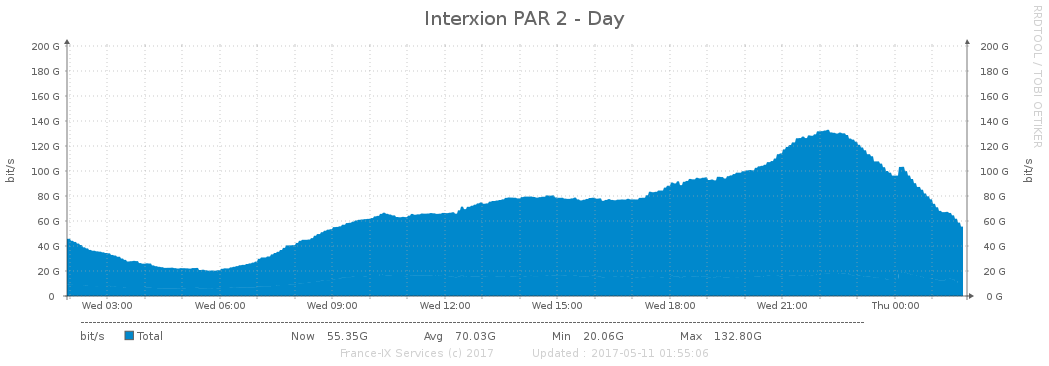 Interxion PAR 2 - Day
RRDTOOL / TOBI OETIKER
bit/s
200 G 200 G
180 G 180 G
160 G 160 G
140 G 140 G
120 G 120 G
100 G 100 G
80 G 80 G
60 G 60 G
40 G 40 G
20 G 20 G
0 0 G
bit/s
Wed 03:00 Wed 06:00 Wed 09:00 Wed 12:00 Wed 15:00 Wed 18:00 Wed 21:00 Thu 00:00
bit/s Total Now 55.35G Avg 70.03G Min 20.06G Max 132.80G
France-IX Services (c) 2017 Updated : 2017-05-11 01:55:06